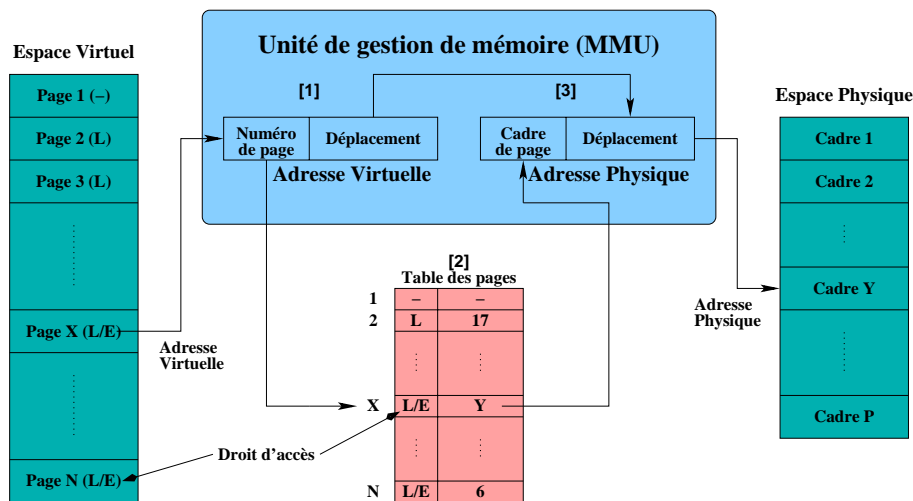 Unité de gestion de mémoire (MMU)
Espace Virtuel
Page 1 (–)
Page 2 (L)
Page 3 (L)
Page X (L/E)
Page N (L/E)
[1]
Numéro
de page
Déplacement
Adresse Virtuelle
[3]
Cadre
de page
Déplacement
Adresse Physique
Adresse
Virtuelle
[2]
Table des pages
1 – –
2 L 17
X L/E Y
N L/E 6
Droit d'accès
Adresse
Physique
Espace Physique
Cadre 1
Cadre 2
Cadre Y
Cadre P